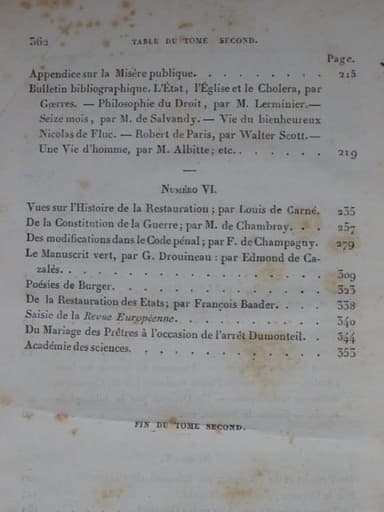 362 TABLE DU TOME SECOND.
Page.
Appendice sur la Misère publique. . . . . . . . 215
Bulletin bibliographique. L'État, l'Église et le Cholera, par
Gœrres. — Philosophie du Droit, par M. Lerminier.—
Seize mois, par M. de Salvandy. — Vie du bienheureux
Nicolas de Flue. — Robert de Paris, par Walter Scott.—
Une Vie d'homme, par M. Albitte; etc. . . . . . . 219
Numéro VI.
Vues sur l'Histoire de la Restauration; par Louis de Carné. 235
De la Constitution de la Guerre; par M. de Chambray. . . 257
Des modifications dans le Code pénal; par F. de Champagny. 279
Le Manuscrit vert, par G. Drouineau : par Edmond de Ca-
zalès. . . . . . . . . . . . . . . 309
Poésies de Burger. . . . . . . . . . . . 323
De la Restauration des Etats; par François Baader. . . . 338
Saisie de la Revue Européenne. . . . . . . . . 340
Du Mariage des Prêtres à l'occasion de l'arrêt Dumonteil. . 344
Académie des sciences. . . . . . . . . . . 353
FIN DU TOME SECOND.